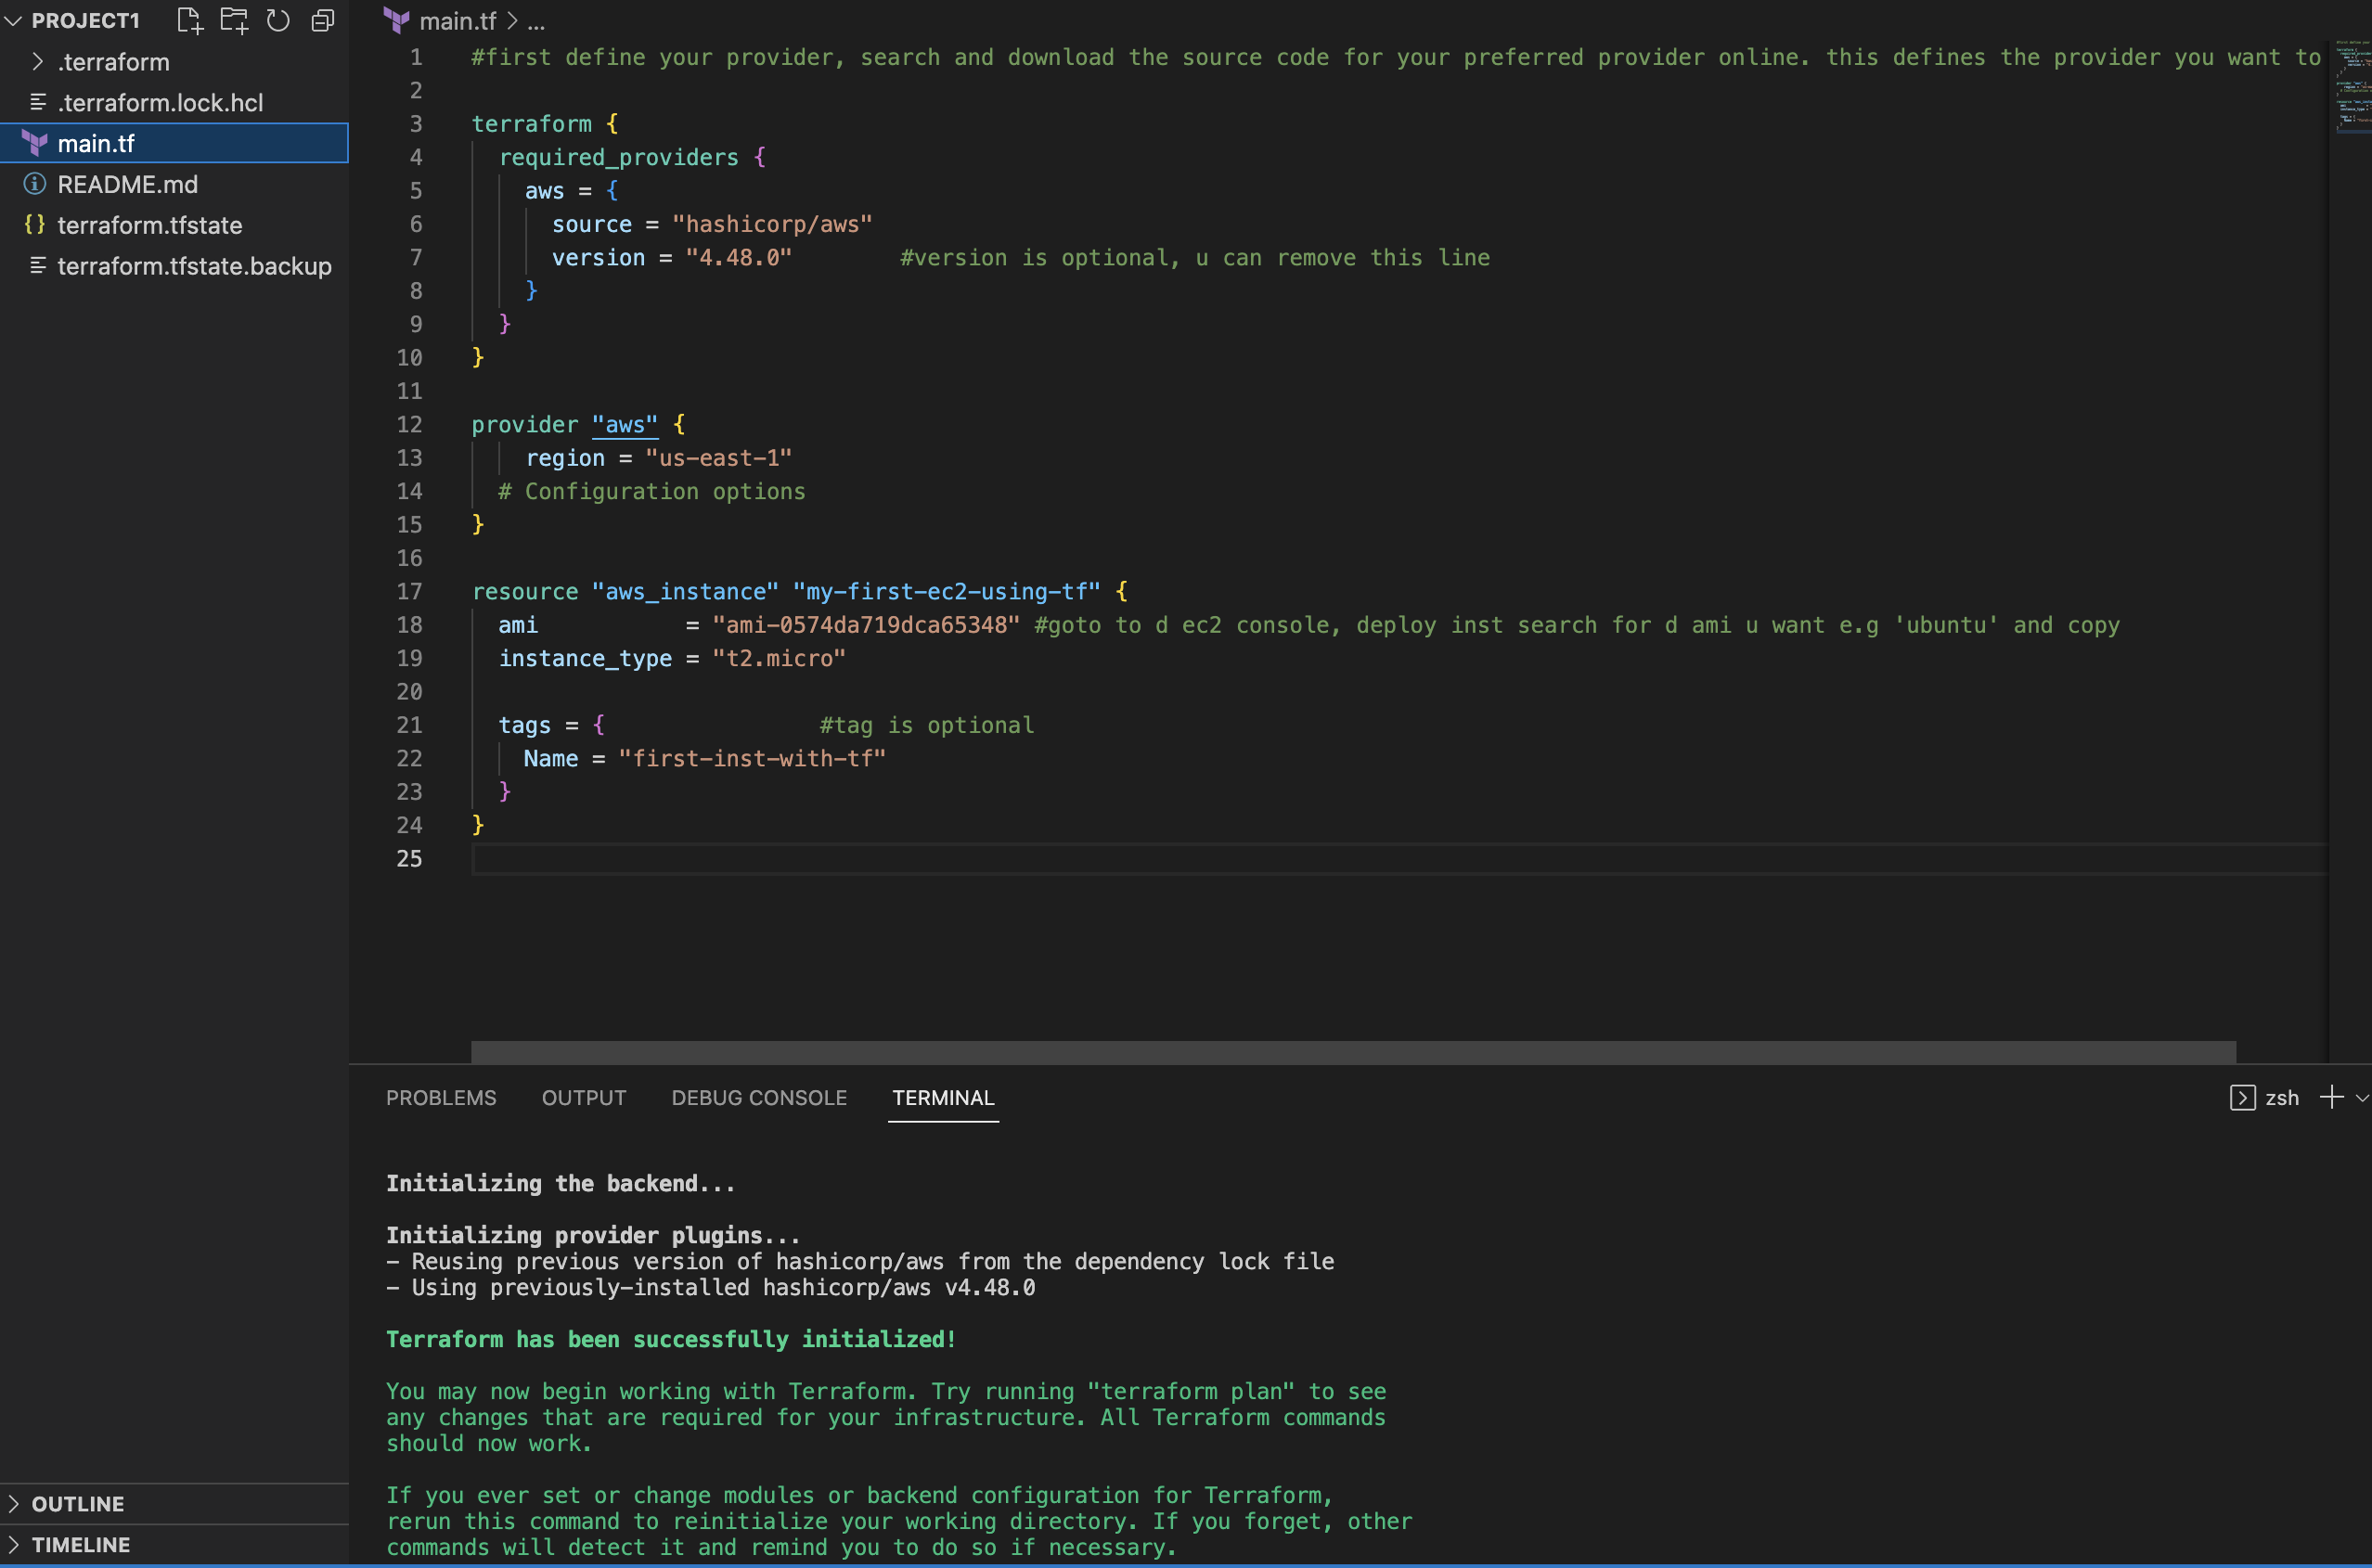 PROJECT1
.terraform
.terraform.lock.hcl
main.tf
README.md
{} terraform.tfstate
terraform.tfstate.backup
OUTLINE
TIMELINE
main.tf > ...
1 #first define your provider, search and download the source code for your preferred provider online. this defines the provider you want to
2
3 terraform {
4 required_providers {
5 aws = {
6 source = "hashicorp/aws"
7 version = "4.48.0" #version is optional, u can remove this line
8 }
9 }
10 }
11
12 provider "aws" {
13 region = "us-east-1"
14 # Configuration options
15 }
16
17 resource "aws_instance" "my-first-ec2-using-tf" {
18 ami = "ami-0574da719dca65348" #goto to d ec2 console, deploy inst search for d ami u want e.g 'ubuntu' and copy
19 instance_type = "t2.micro"
20
21 tags = { #tag is optional
22 Name = "first-inst-with-tf"
23 }
24 }
25
PROBLEMS OUTPUT DEBUG CONSOLE TERMINAL zsh
Initializing the backend...
Initializing provider plugins...
- Reusing previous version of hashicorp/aws from the dependency lock file
- Using previously-installed hashicorp/aws v4.48.0
Terraform has been successfully initialized!
You may now begin working with Terraform. Try running "terraform plan" to see
any changes that are required for your infrastructure. All Terraform commands
should now work.
If you ever set or change modules or backend configuration for Terraform,
rerun this command to reinitialize your working directory. If you forget, other
commands will detect it and remind you to do so if necessary.